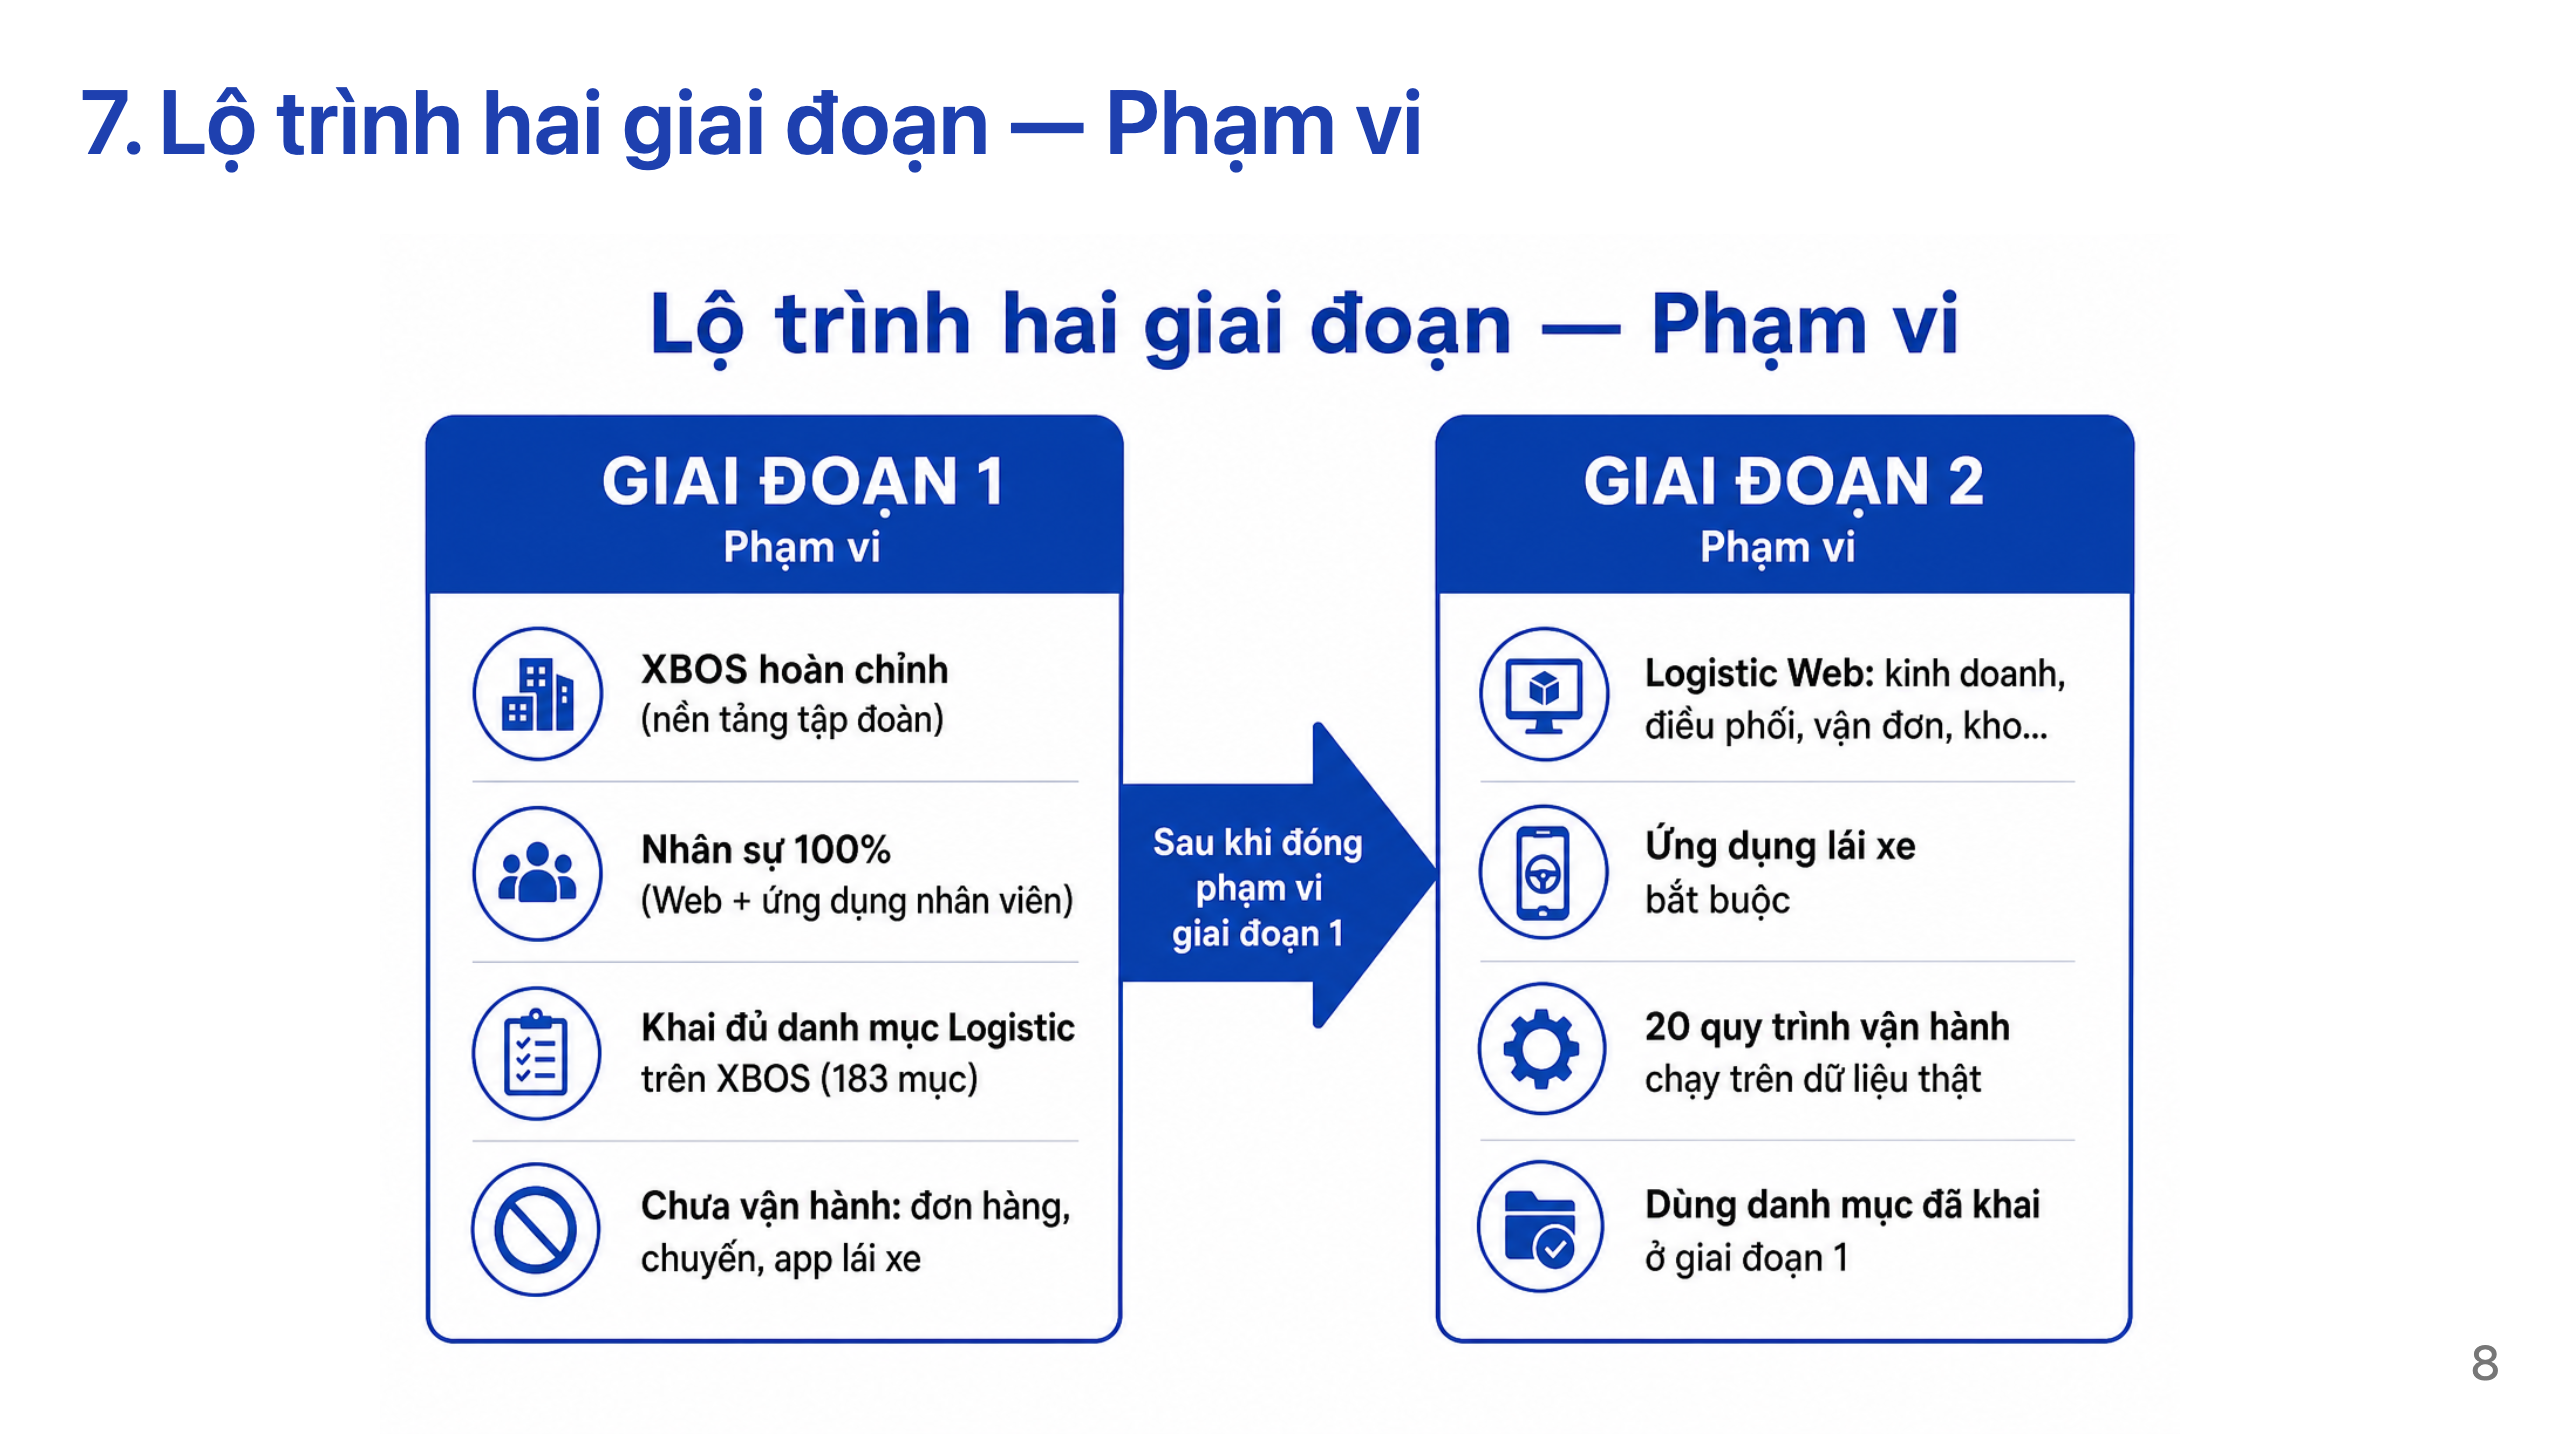 7. Lộ trình hai giai đoạn — Phạm vi
Lộ trình hai giai đoạn — Phạm vi
GIAI ĐOẠN 1
Phạm vi
XBOS hoàn chỉnh
(nền tảng tập đoàn)
Nhân sự 100%
(Web + ứng dụng nhân viên)
Khai đủ danh mục Logistic
trên XBOS (183 mục)
Chưa vận hành: đơn hàng,
chuyến, app lái xe
Sau khi đóng
phạm vi
giai đoạn 1
GIAI ĐOẠN 2
Phạm vi
Logistic Web: kinh doanh,
điều phối, vận đơn, kho...
Ứng dụng lái xe
bắt buộc
20 quy trình vận hành
chạy trên dữ liệu thật
Dùng danh mục đã khai
ở giai đoạn 1
8